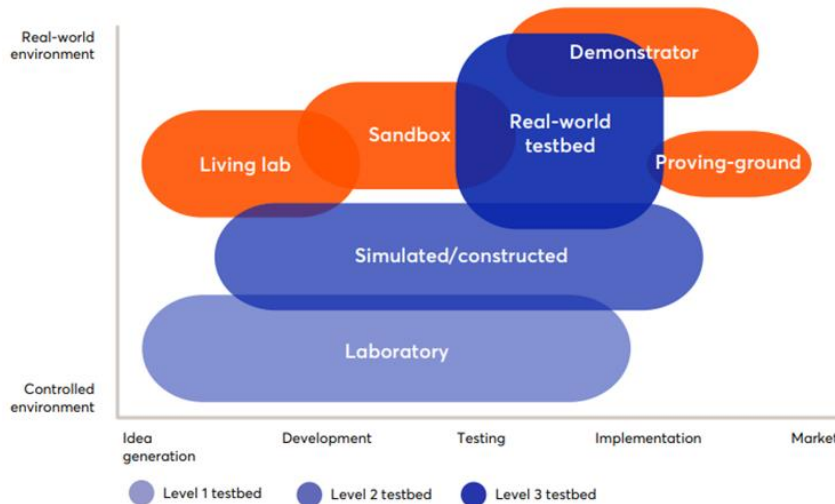 Real-world
environment
Demonstrator
Sandbox
Real-world
testbed
Living lab
Proving-ground
Simulated/constructed
Laboratory
Controlled
environment
Idea
generation
Development
Testing
Implementation
Market
Level 1 testbed
Level 2 testbed
Level 3 testbed